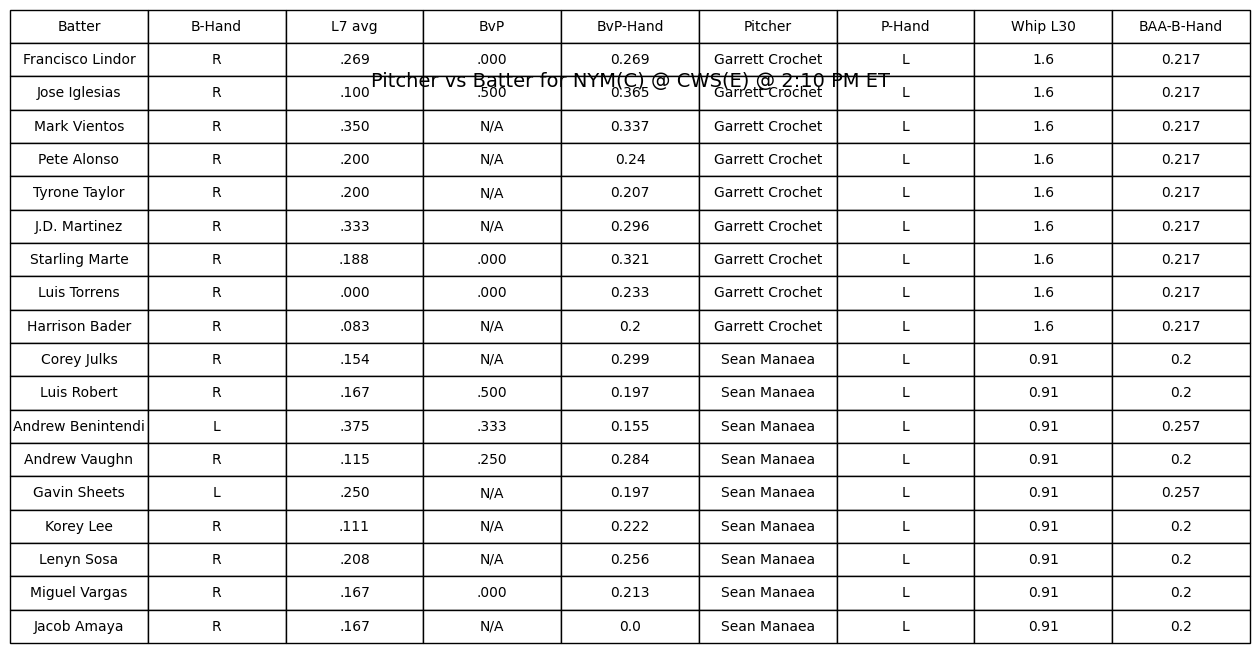 Batter B-Hand L7 avg BvP BvP-Hand Pitcher P-Hand Whip L30 BAA-B-Hand
Francisco Lindor R .269 .000 0.269 Garrett Crochet L 1.6 0.217
Pitcher vs Batter for NYM(C) @ CWS(E) @ 2:10 PM ET
Jose Iglesias R .100 .500 0.365 Garrett Crochet L 1.6 0.217
Mark Vientos R .350 N/A 0.337 Garrett Crochet L 1.6 0.217
Pete Alonso R .200 N/A 0.24 Garrett Crochet L 1.6 0.217
Tyrone Taylor R .200 N/A 0.207 Garrett Crochet L 1.6 0.217
J.D. Martinez R .333 N/A 0.296 Garrett Crochet L 1.6 0.217
Starling Marte R .188 .000 0.321 Garrett Crochet L 1.6 0.217
Luis Torrens R .000 .000 0.233 Garrett Crochet L 1.6 0.217
Harrison Bader R .083 N/A 0.2 Garrett Crochet L 1.6 0.217
Corey Julks R .154 N/A 0.299 Sean Manaea L 0.91 0.2
Luis Robert R .167 .500 0.197 Sean Manaea L 0.91 0.2
Andrew Benintendi L .375 .333 0.155 Sean Manaea L 0.91 0.257
Andrew Vaughn R .115 .250 0.284 Sean Manaea L 0.91 0.2
Gavin Sheets L .250 N/A 0.197 Sean Manaea L 0.91 0.257
Korey Lee R .111 N/A 0.222 Sean Manaea L 0.91 0.2
Lenyn Sosa R .208 N/A 0.256 Sean Manaea L 0.91 0.2
Miguel Vargas R .167 .000 0.213 Sean Manaea L 0.91 0.2
Jacob Amaya R .167 N/A 0.0 Sean Manaea L 0.91 0.2